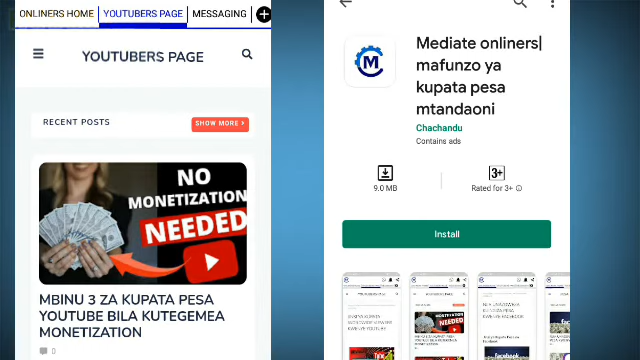 ONLINERS HOME
YOUTUBERS PAGE
MESSAGING
YOUTUBERS PAGE
RECENT POSTS
SHOW MORE
NO
MONETIZATION
NEEDED
MBINU 3 ZA KUPATA PESA
YOUTUBE BILA KUTEGEMEA
MONETIZATION
0
Mediate onliners|
mafunzo ya
kupata pesa
mtandaoni
Chachandu
Contains ads
9.0 MB
3+
Rated for 3+
Install